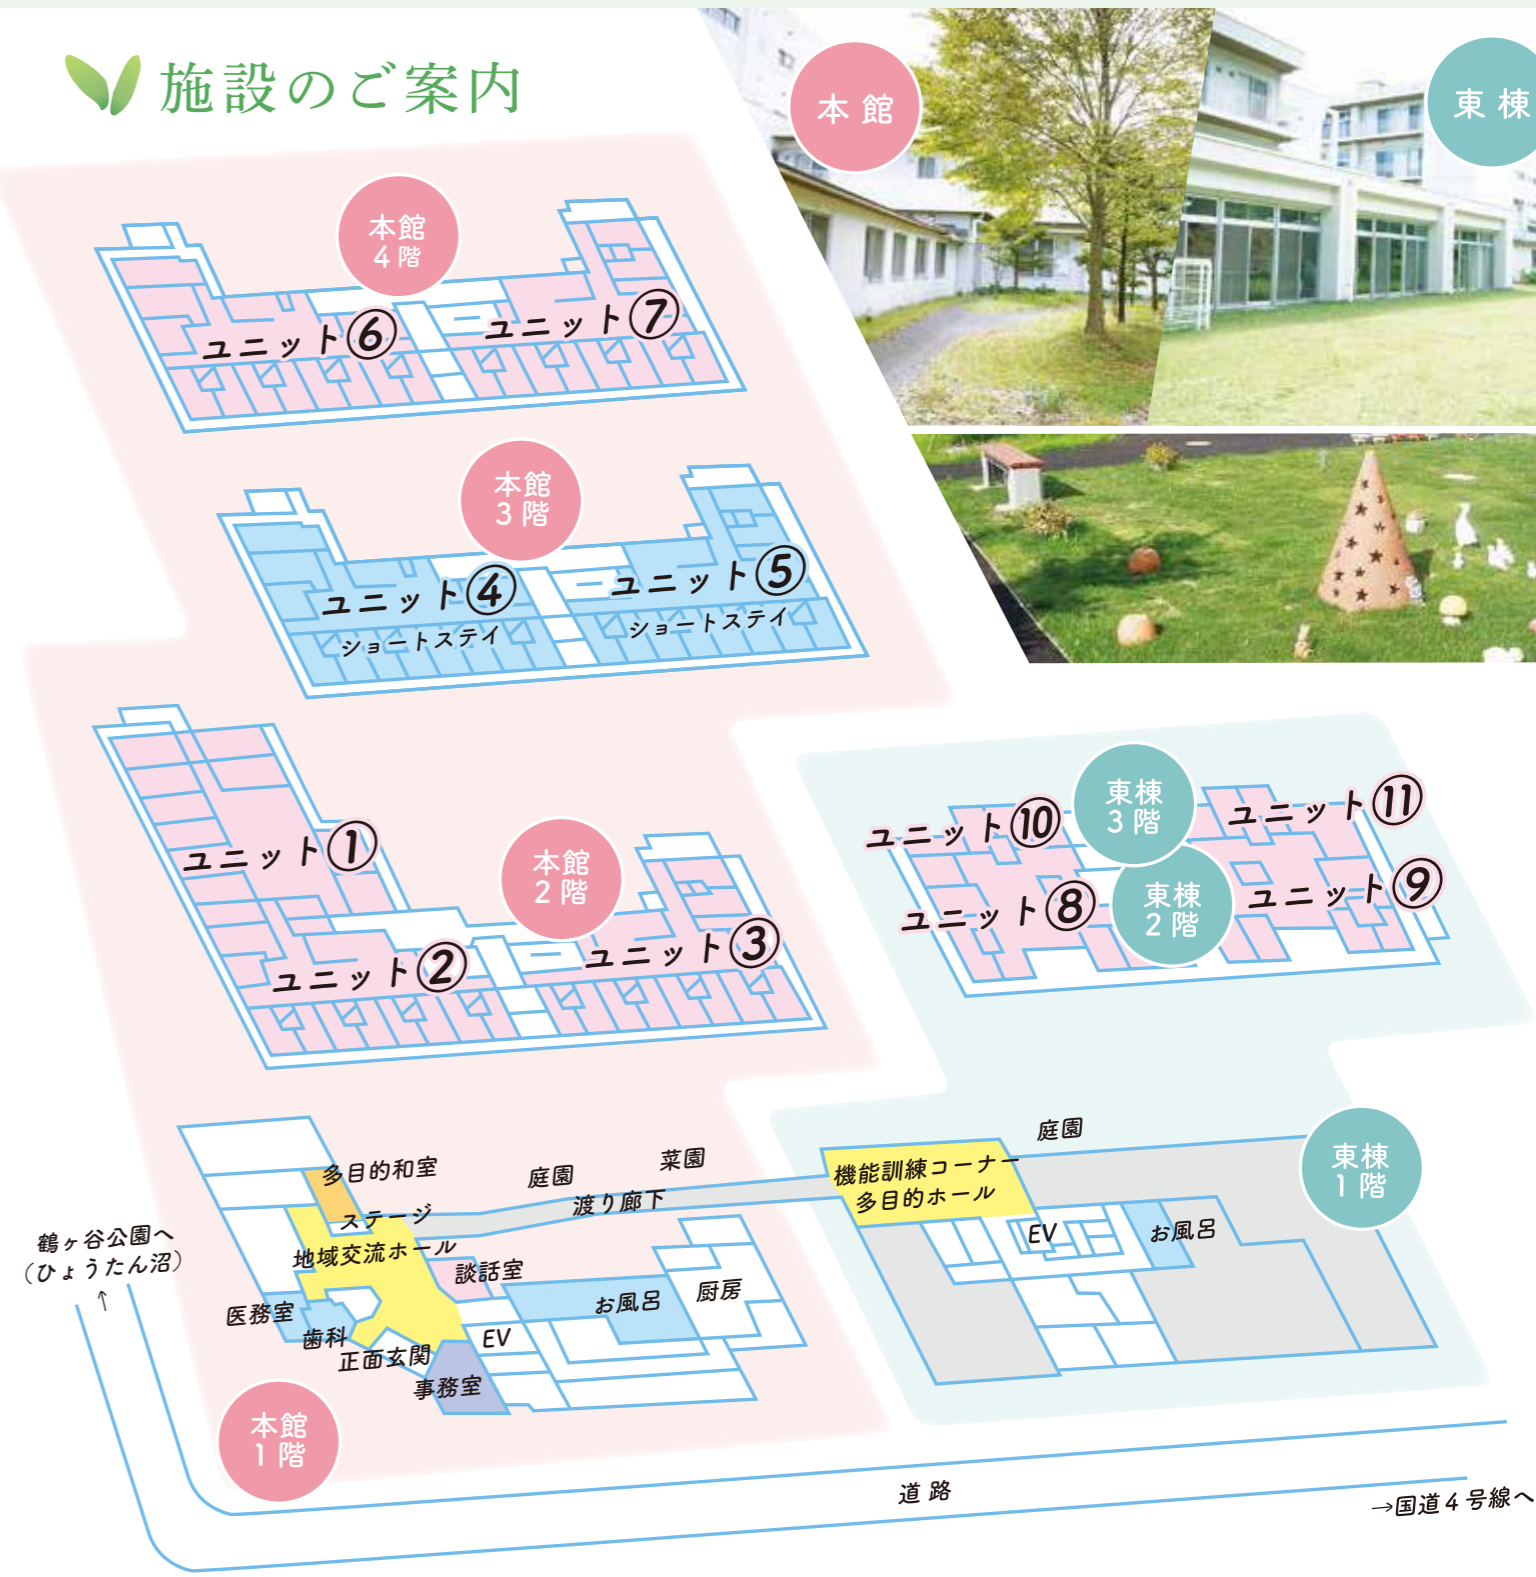 施設のご案内
本館
東棟
本館
4階
ユニット⑥
ユニット⑦
本館
3階
ユニット④
ショートステイ
ユニット⑤
ショートステイ
ユニット①
本館
2階
ユニット②
ユニット③
東棟
3階
ユニット⑩
ユニット⑪
東棟
2階
ユニット⑧
ユニット⑨
多目的和室
ステージ
地域交流ホール
庭園
菜園
渡り廊下
談話室
医務室
歯科
正面玄関
事務室
EV
お風呂
厨房
本館
1階
機能訓練コーナー
多目的ホール
庭園
EV
お風呂
東棟
1階
鶴ヶ谷公園へ
（ひょうたん沼）
↑
道路
→国道4号線へ